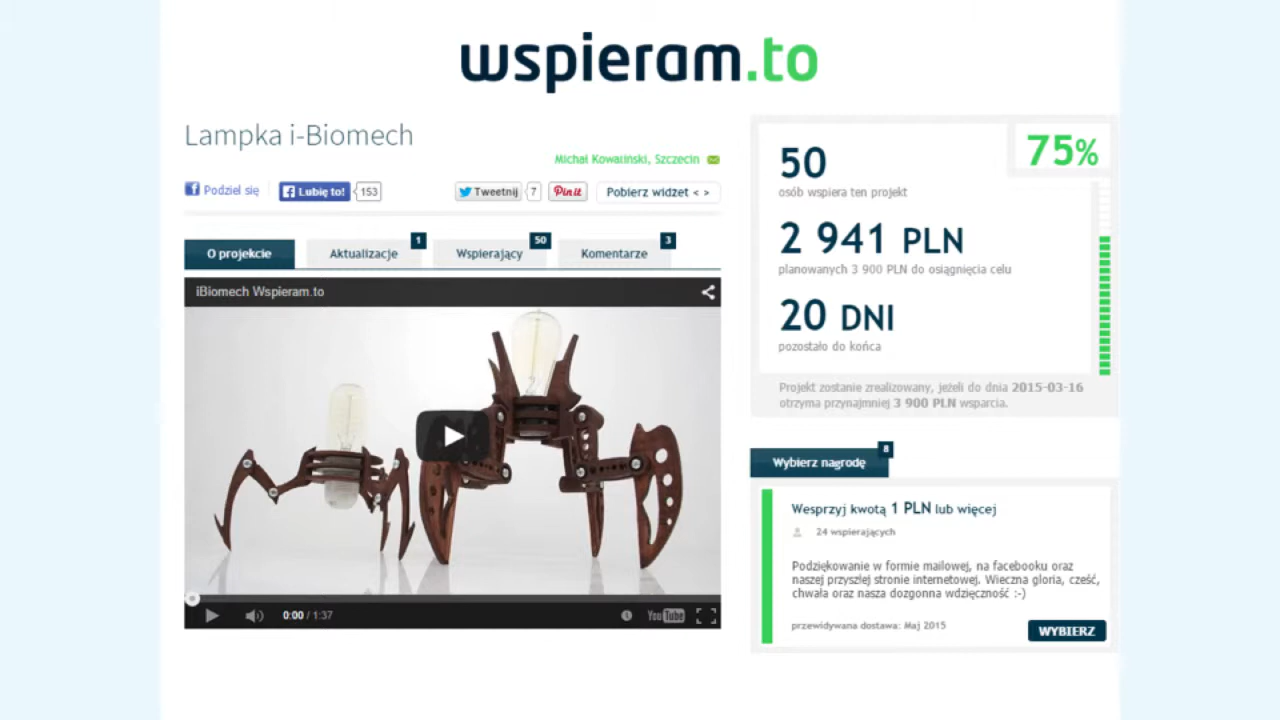 wspieram.to
Lampka i-Biomech
Michał Kowaliński, Szczecin
Podziel się
Lubię to! 153
Tweetnij 7
Pin it
Pobierz widżet < >
O projekcie
Aktualizacje 1
Wspierający 50
Komentarze 3
iBiomech Wspieram.to
0:00 / 1:37
YouTube
75%
50
osób wspiera ten projekt
2 941 PLN
planowanych 3 900 PLN do osiągnięcia celu
20 DNI
pozostało do końca
Projekt zostanie zrealizowany, jeżeli do dnia 2015-03-16
otrzyma przynajmniej 3 900 PLN wsparcia.
Wybierz nagrodę 8
Wesprzyj kwotą 1 PLN lub więcej
24 wspierających
Podziękowanie w formie mailowej, na facebooku oraz
naszej przyszłej stronie internetowej. Wieczna gloria, cześć,
chwała oraz nasza dozgonna wdzięczność :-)
przewidywana dostawa: Maj 2015
WYBIERZ